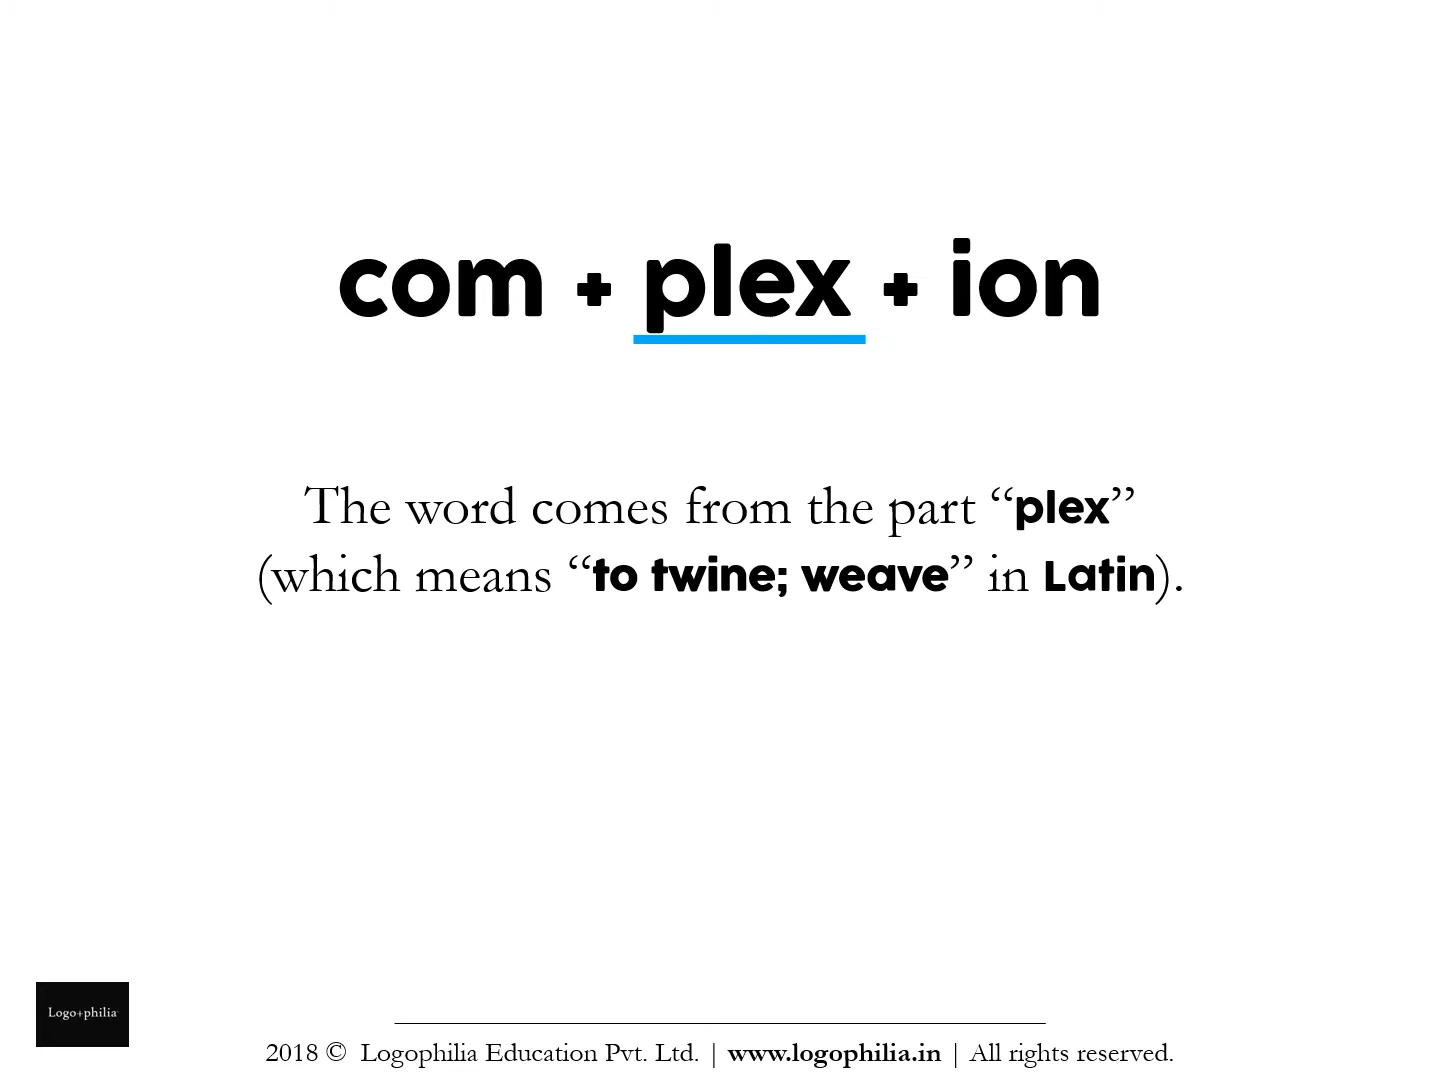 com + plex + ion
The word comes from the part “plex”
(which means “to twine; weave” in Latin).
Logo+philia
2018 © Logophilia Education Pvt. Ltd. | www.logophilia.in | All rights reserved.